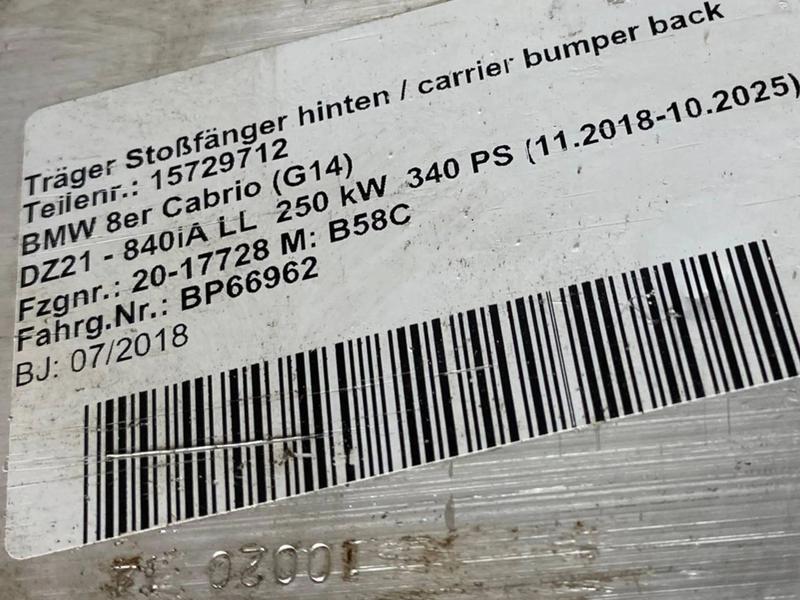 Träger Stoßfänger hinten / carrier bumper back
Teilenr.: 15729712
BMW 8er Cabrio (G14)
DZ21 - 840iA LL 250 kW 340 PS (11.2018-10.2025)
Fzgnr.: 20-17728 M: B58C
Fahrg.Nr.: BP66962
BJ: 07/2018